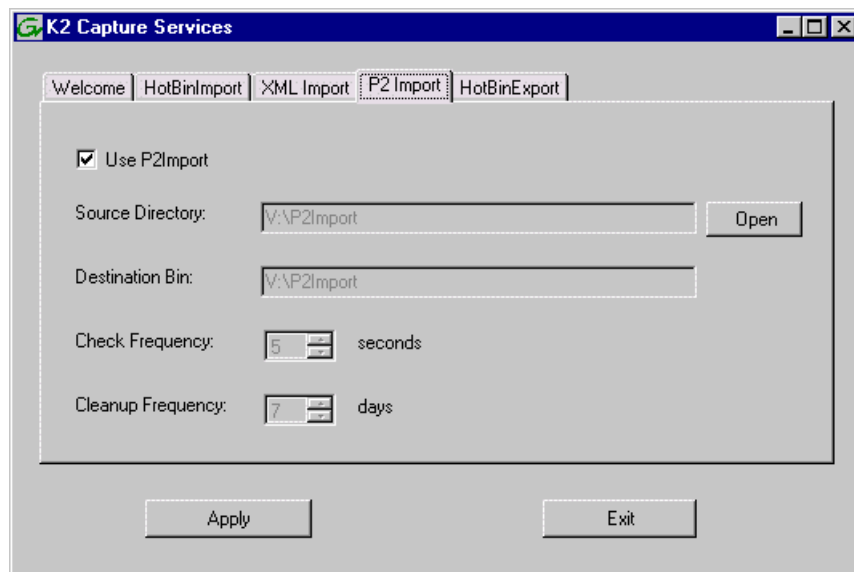 K2 Capture Services
Welcome HotBinImport XML Import P2 Import HotBinExport
Use P2Import
Source Directory: V:\P2Import Open
Destination Bin: V:\P2Import
Check Frequency: 5 seconds
Cleanup Frequency: 7 days
Apply Exit